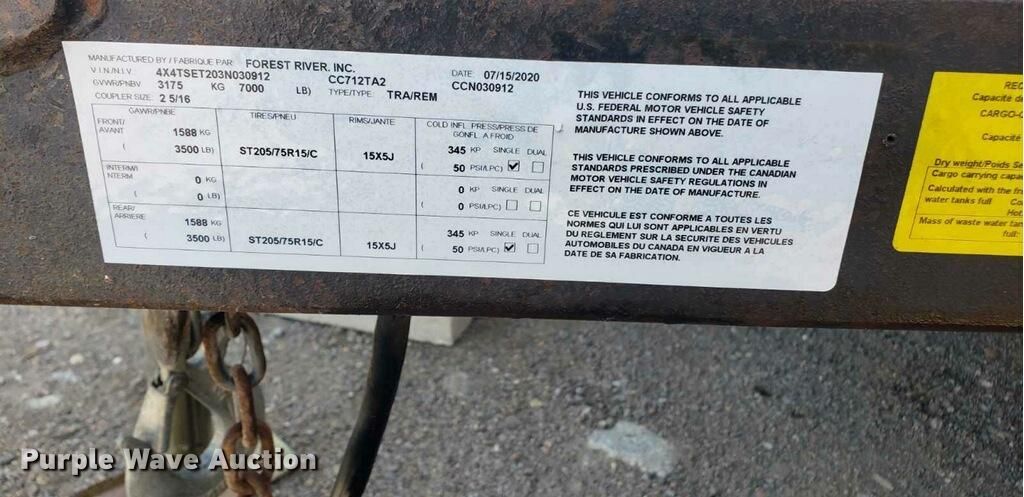 MANUFACTURED BY / FABRIQUE PAR: FOREST RIVER, INC.
V.I.N./N.I.V.: 4X4TSET203N030912 CC712TA2 DATE 07/15/2020
GVWR/PNBV 3175 KG 7000 LB) TYPE/TYPE: TRA/REM CCN030912
COUPLER SIZE: 2 5/16
GAWR/PNBE TIRES/PNEU RIMS/JANTE COLD INFL. PRESS/PRESS DE
GONFL. A FROID
FRONT/
AVANT 1588 KG 345 KP SINGLE DUAL
( 3500 LB) ST205/75R15/C 15X5J ( 50 PSI/LPC)
INTERM/
INTERM 0 KG 0 KP SINGLE DUAL
( 0 LB) ( 0 PSI/LPC)
REAR/
ARRIERE 1588 KG 345 KP SINGLE DUAL
( 3500 LB) ST205/75R15/C 15X5J ( 50 PSI/LPC)
THIS VEHICLE CONFORMS TO ALL APPLICABLE
U.S. FEDERAL MOTOR VEHICLE SAFETY
STANDARDS IN EFFECT ON THE DATE OF
MANUFACTURE SHOWN ABOVE.
THIS VEHICLE CONFORMS TO ALL APPLICABLE
STANDARDS PRESCRIBED UNDER THE CANADIAN
MOTOR VEHICLE SAFETY REGULATIONS IN
EFFECT ON THE DATE OF MANUFACTURE.
CE VEHICULE EST CONFORME A TOUTES LES
NORMES QUI LUI SONT APPLICABLES EN VERTU
DU REGLEMENT SUR LA SECURITE DES VEHICULES
AUTOMOBILES DU CANADA EN VIGUEUR A LA
DATE DE SA FABRICATION.
REC
Capacité de
CARGO-C
Capacité
Dry weight/Poids Se
Cargo carrying capa
Calculated with the fr
water tanks full Co
Hot
Mass of waste water tan
full:
Purple Wave Auction